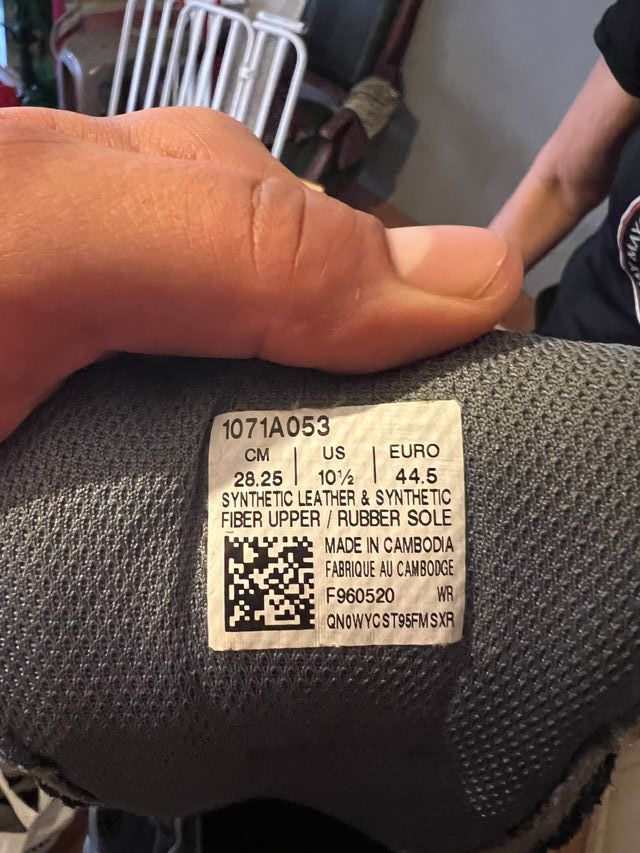 1071A053
CM | US | EURO
28.25 | 10½ | 44.5
SYNTHETIC LEATHER & SYNTHETIC
FIBER UPPER / RUBBER SOLE
MADE IN CAMBODIA
FABRIQUE AU CAMBODGE
F960520 WR
QN0WYCST95FMSXR